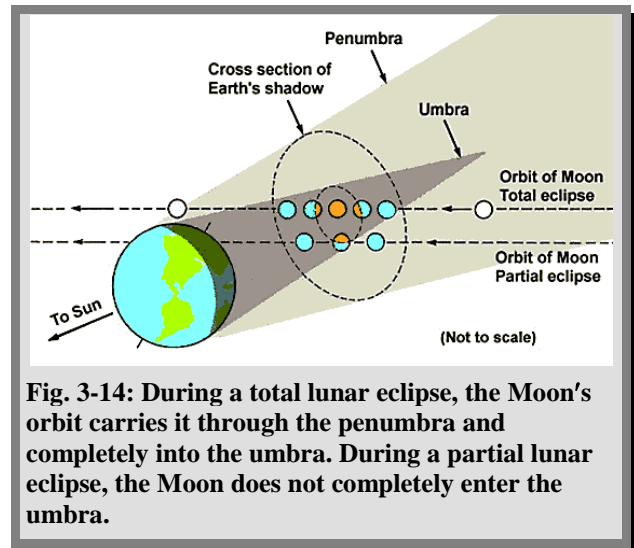 Penumbra
Cross section of
Earth's shadow
Umbra
Orbit of Moon
Total eclipse
Orbit of Moon
Partial eclipse
To Sun
(Not to scale)
Fig. 3-14: During a total lunar eclipse, the Moon's
orbit carries it through the penumbra and
completely into the umbra. During a partial lunar
eclipse, the Moon does not completely enter the
umbra.